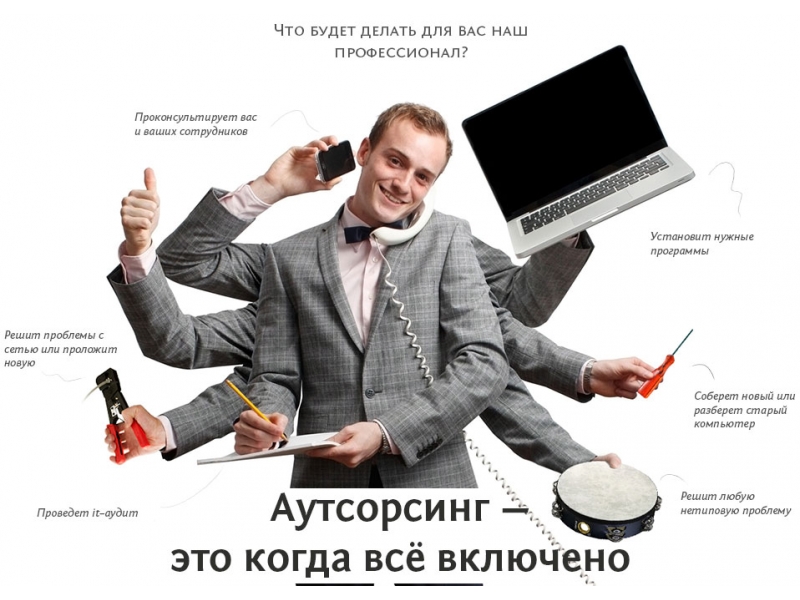 Что будет делать для вас наш
профессионал?
Проконсультирует вас
и ваших сотрудников
Установит нужные
программы
Решит проблемы с
сетью или проложит
новую
Соберет новый или
разберет старый
компьютер
Проведет it-аудит
Решит любую
нетиповую проблему
Аутсорсинг –
это когда всё включено